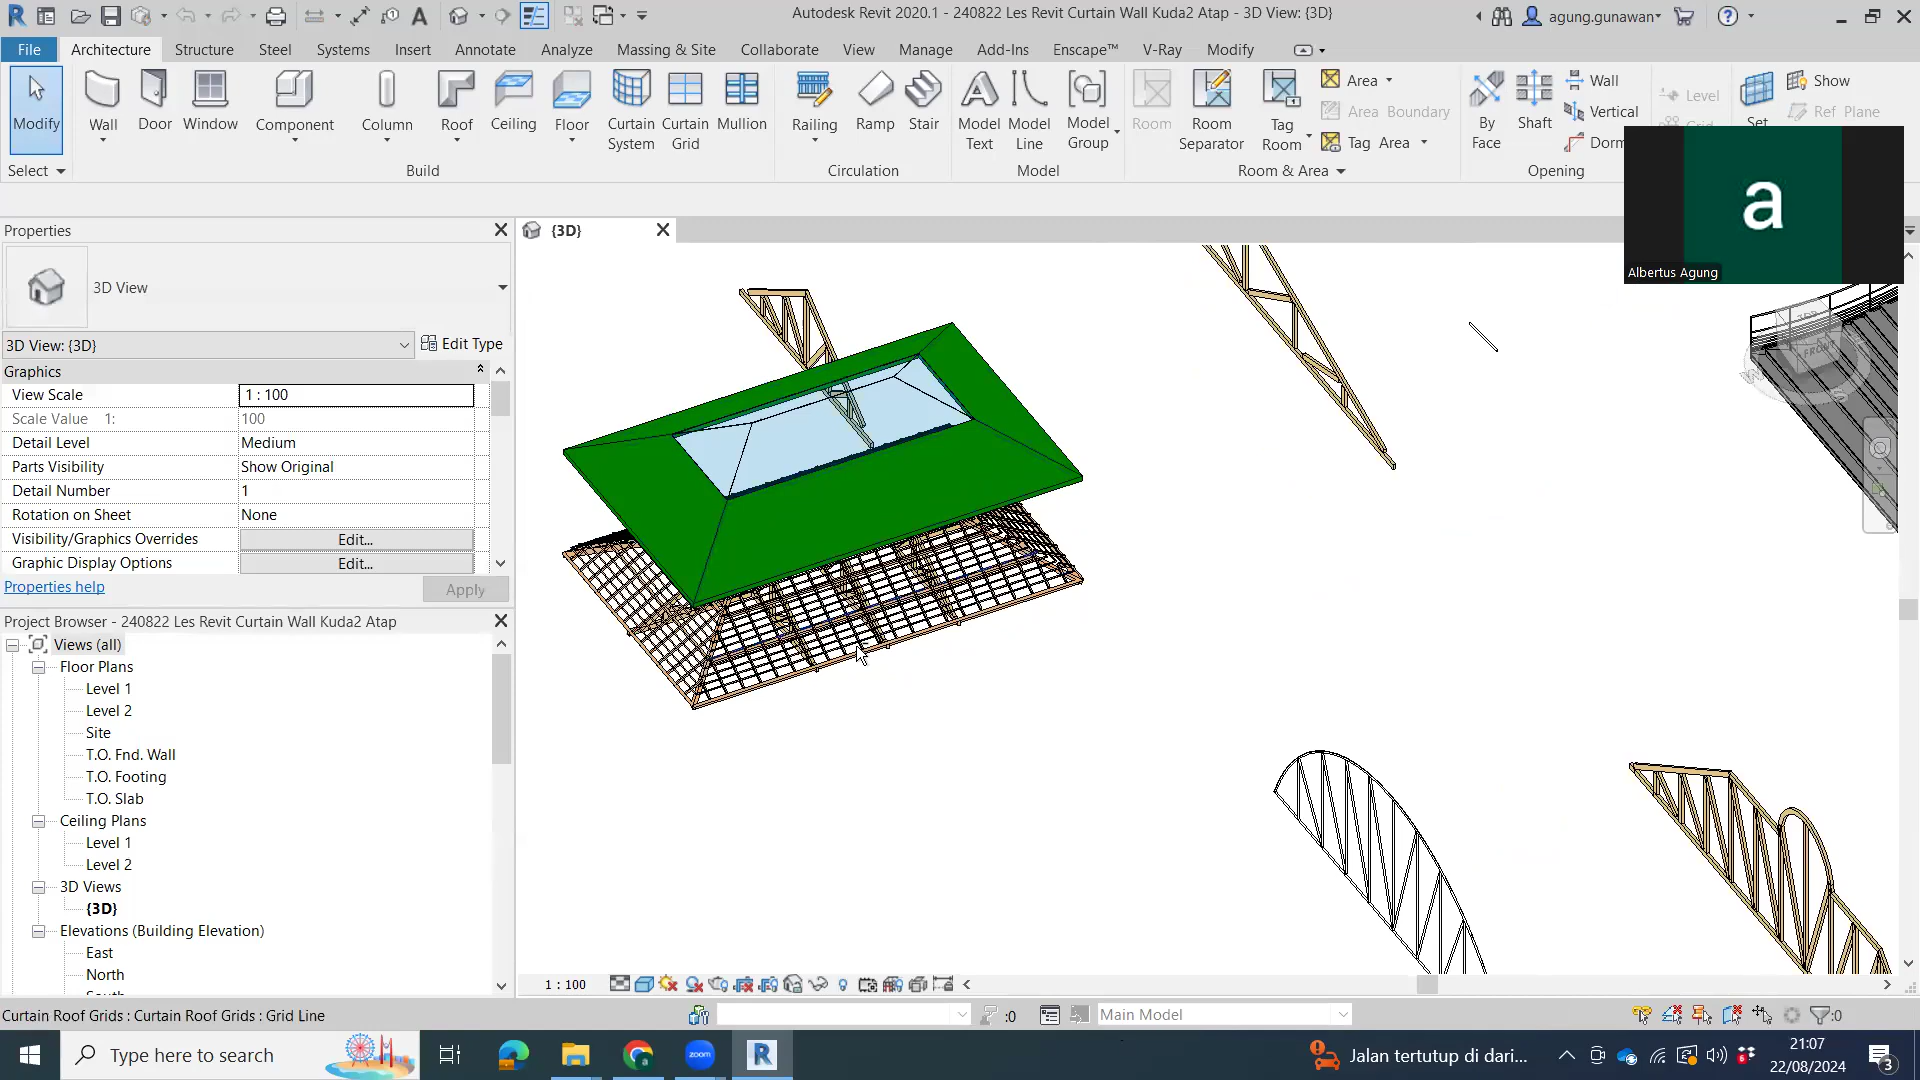 Autodesk Revit 2020.1 - 240822 Les Revit Curtain Wall Kuda2 Atap - 3D View: {3D}
agung.gunawan
File Architecture Structure Steel Systems Insert Annotate Analyze Massing & Site Collaborate View Manage Add-Ins Enscape™ V-Ray Modify
Modify
Wall
Door
Window
Component
Column
Roof
Ceiling
Floor
Curtain System
Curtain Grid
Mullion
Railing
Ramp
Stair
Model Text
Model Line
Model Group
Room
Room Separator
Tag Room
Area
Area Boundary
Tag Area
By Face
Shaft
Wall
Vertical
Dorm
Level
Grid
Set
Show
Ref Plane
Select
Build
Circulation
Model
Room & Area
Opening
a
Albertus Agung
Properties
3D View
3D View: {3D}
Edit Type
Graphics
View Scale 1 : 100
Scale Value 1: 100
Detail Level Medium
Parts Visibility Show Original
Detail Number 1
Rotation on Sheet None
Visibility/Graphics Overrides Edit...
Graphic Display Options Edit...
Properties help
Apply
Project Browser - 240822 Les Revit Curtain Wall Kuda2 Atap
Views (all)
Floor Plans
Level 1
Level 2
Site
T.O. Fnd. Wall
T.O. Footing
T.O. Slab
Ceiling Plans
Level 1
Level 2
3D Views
{3D}
Elevations (Building Elevation)
East
North
{3D}
FRONT
1 : 100
Curtain Roof Grids : Curtain Roof Grids : Grid Line
:0
Main Model
:0
Type here to search
zoom
Jalan tertutup di dari...
21:07
22/08/2024
3